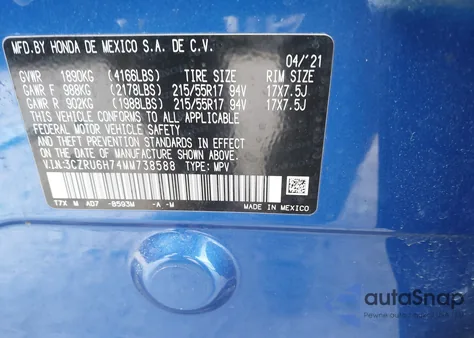 MFD.BY HONDA DE MEXICO S.A. DE C.V.
04/'21
GVWR 1890KG (4166LBS) TIRE SIZE RIM SIZE
GAWR F 988KG (2178LBS) 215/55R17 94V 17X7.5J
GAWR R 902KG (1988LBS) 215/55R17 94V 17X7.5J
THIS VEHICLE CONFORMS TO ALL APPLICABLE
FEDERAL MOTOR VEHICLE SAFETY AND
THEFT PREVENTION STANDARDS IN EFFECT ON THE DATE OF
MANUFACTURE SHOWN ABOVE.
VIN:3CZRU6H74MM738588 TYPE: MPV
T7X M AD7 -B593M -A -M
MADE IN MEXICO
autoSnap